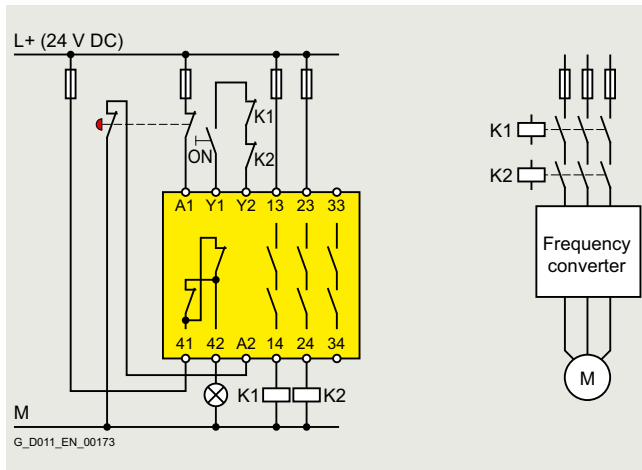 L+ (24 V DC)
K1
K2
ON
A1 Y1 Y2 13 23 33
41 42 A2 14 24 34
K1 K2
M
G_D011_EN_00173
K1
K2
Frequency
converter
M